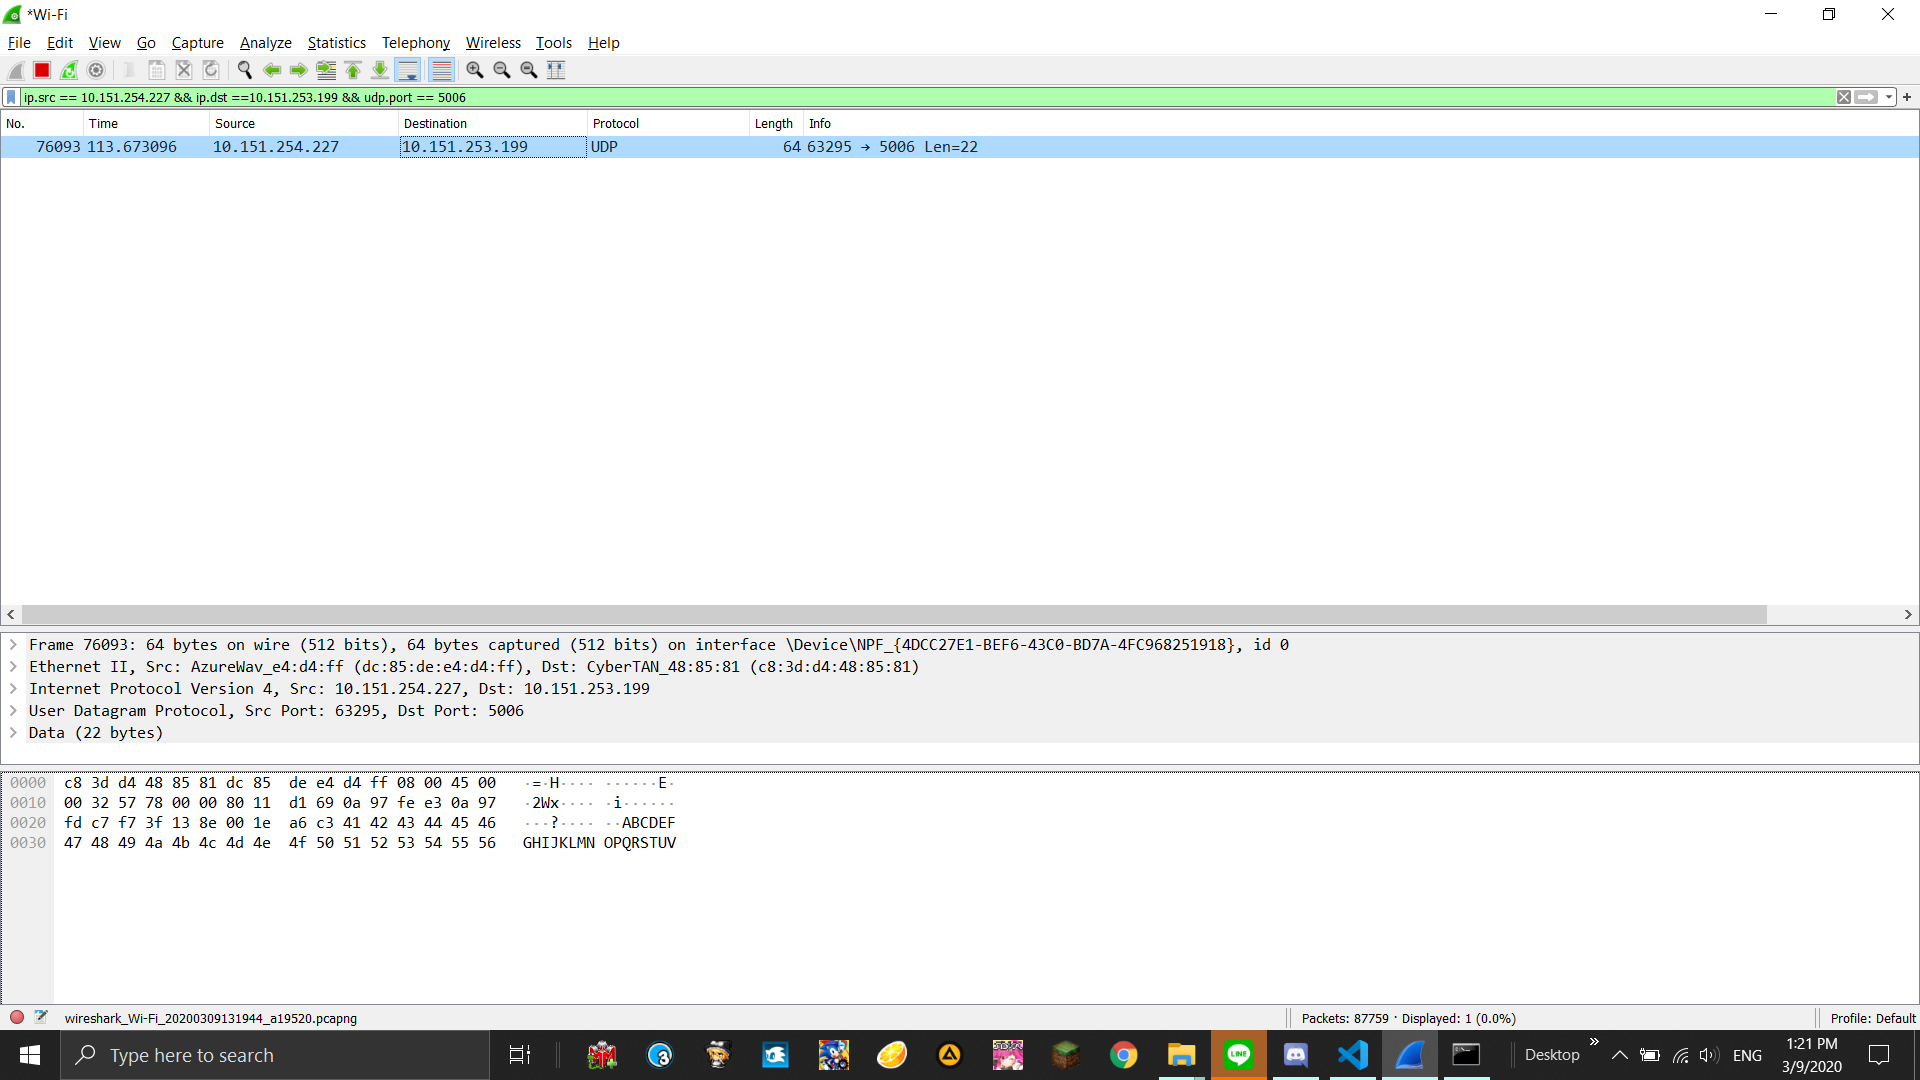 *Wi-Fi
File Edit View Go Capture Analyze Statistics Telephony Wireless Tools Help
ip.src == 10.151.254.227 && ip.dst ==10.151.253.199 && udp.port == 5006
No. Time Source Destination Protocol Length Info
76093 113.673096 10.151.254.227 10.151.253.199 UDP 64 63295 → 5006 Len=22
Frame 76093: 64 bytes on wire (512 bits), 64 bytes captured (512 bits) on interface \Device\NPF_{4DCC27E1-BEF6-43C0-BD7A-4FC968251918}, id 0
Ethernet II, Src: AzureWav_e4:d4:ff (dc:85:de:e4:d4:ff), Dst: CyberTAN_48:85:81 (c8:3d:d4:48:85:81)
Internet Protocol Version 4, Src: 10.151.254.227, Dst: 10.151.253.199
User Datagram Protocol, Src Port: 63295, Dst Port: 5006
Data (22 bytes)
0000 c8 3d d4 48 85 81 dc 85 de e4 d4 ff 08 00 45 00 ·=·H···· ······E·
0010 00 32 57 78 00 00 80 11 d1 69 0a 97 fe e3 0a 97 ·2Wx···· ·i······
0020 fd c7 f7 3f 13 8e 00 1e a6 c3 41 42 43 44 45 46 ···?···· ··ABCDEF
0030 47 48 49 4a 4b 4c 4d 4e 4f 50 51 52 53 54 55 56 GHIJKLMN OPQRSTUV
wireshark_Wi-Fi_20200309131944_a19520.pcapng Packets: 87759 · Displayed: 1 (0.0%) Profile: Default
Type here to search LINE Desktop » ENG 1:21 PM
3/9/2020